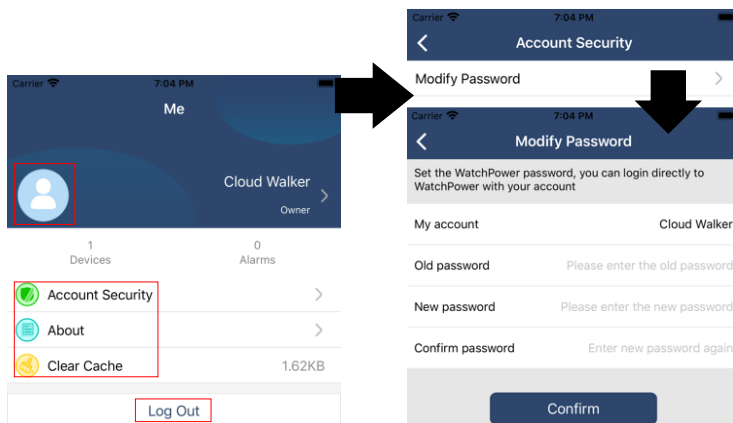 Carrier 7:04 PM
Me
Cloud Walker
Owner
1 0
Devices Alarms
Account Security
About
Clear Cache 1.62KB
Log Out
Carrier 7:04 PM
Account Security
Modify Password
Carrier 7:04 PM
Modify Password
Set the WatchPower password, you can login directly to
WatchPower with your account
My account Cloud Walker
Old password Please enter the old password
New password Please enter the new password
Confirm password Enter new password again
Confirm